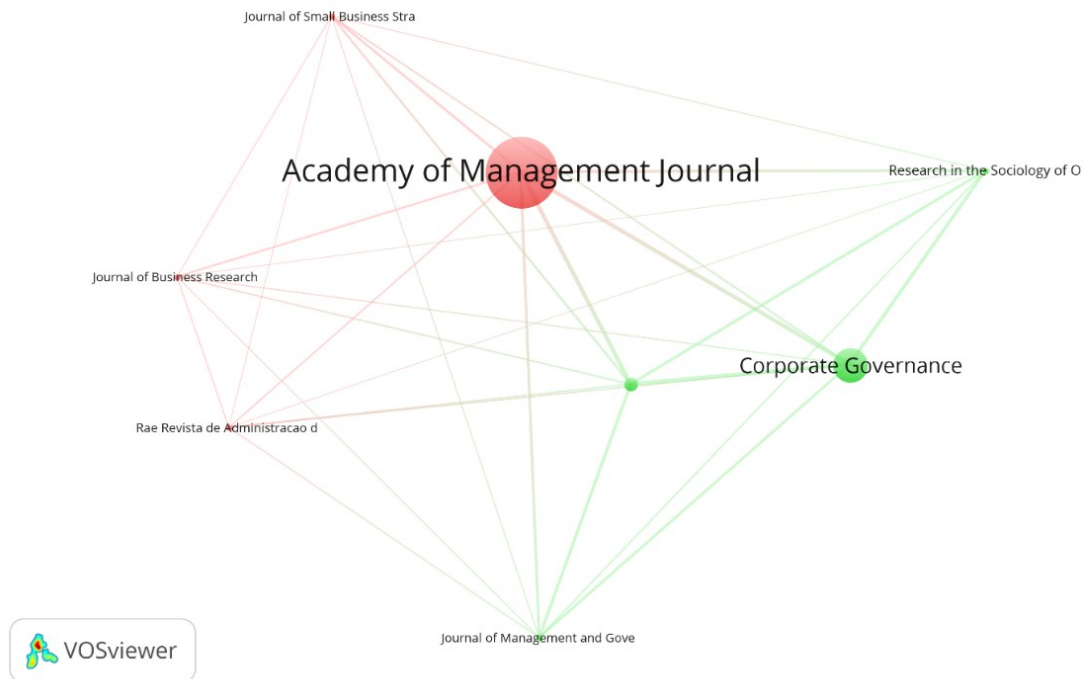 Journal of Small Business Stra
Academy of Management Journal
Research in the Sociology of O
Journal of Business Research
Corporate Governance
Rae Revista de Administracao d
Journal of Management and Gove
VOSviewer